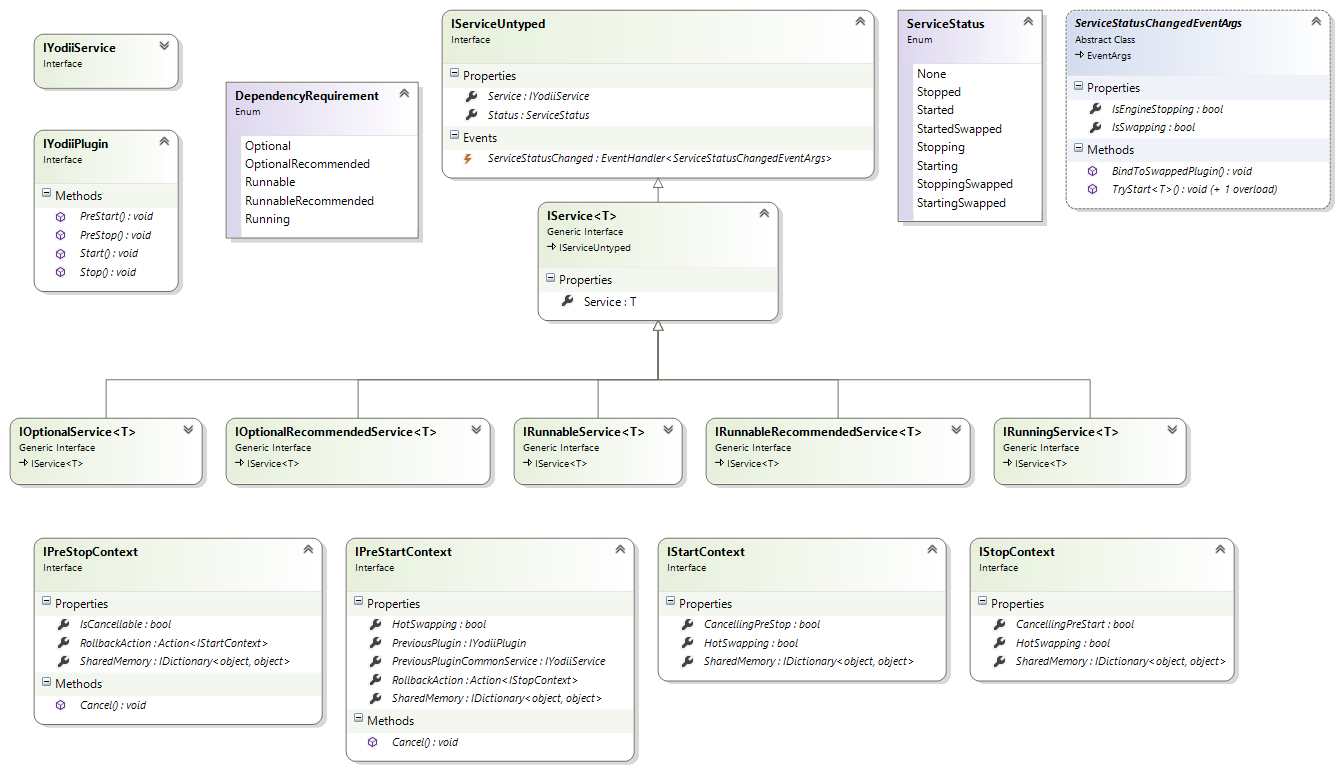 IYodiiService
Interface
IYodiiPlugin
Interface
Methods
PreStart() : void
PreStop() : void
Start() : void
Stop() : void
DependencyRequirement
Enum
Optional
OptionalRecommended
Runnable
RunnableRecommended
Running
IServiceUntyped
Interface
Properties
Service : IYodiiService
Status : ServiceStatus
Events
ServiceStatusChanged : EventHandler<ServiceStatusChangedEventArgs>
ServiceStatus
Enum
None
Stopped
Started
StartedSwapped
Stopping
Starting
StoppingSwapped
StartingSwapped
ServiceStatusChangedEventArgs
Abstract Class
EventArgs
Properties
IsEngineStopping : bool
IsSwapping : bool
Methods
BindToSwappedPlugin() : void
TryStart<T>() : void (+ 1 overload)
IService<T>
Generic Interface
IServiceUntyped
Properties
Service : T
IOptionalService<T>
Generic Interface
IService<T>
IOptionalRecommendedService<T>
Generic Interface
IService<T>
IRunnableService<T>
Generic Interface
IService<T>
IRunnableRecommendedService<T>
Generic Interface
IService<T>
IRunningService<T>
Generic Interface
IService<T>
IPreStopContext
Interface
Properties
IsCancellable : bool
RollbackAction : Action<IStartContext>
SharedMemory : IDictionary<object, object>
Methods
Cancel() : void
IPreStartContext
Interface
Properties
HotSwapping : bool
PreviousPlugin : IYodiiPlugin
PreviousPluginCommonService : IYodiiService
RollbackAction : Action<IStopContext>
SharedMemory : IDictionary<object, object>
Methods
Cancel() : void
IStartContext
Interface
Properties
CancellingPreStop : bool
HotSwapping : bool
SharedMemory : IDictionary<object, object>
IStopContext
Interface
Properties
CancellingPreStart : bool
HotSwapping : bool
SharedMemory : IDictionary<object, object>